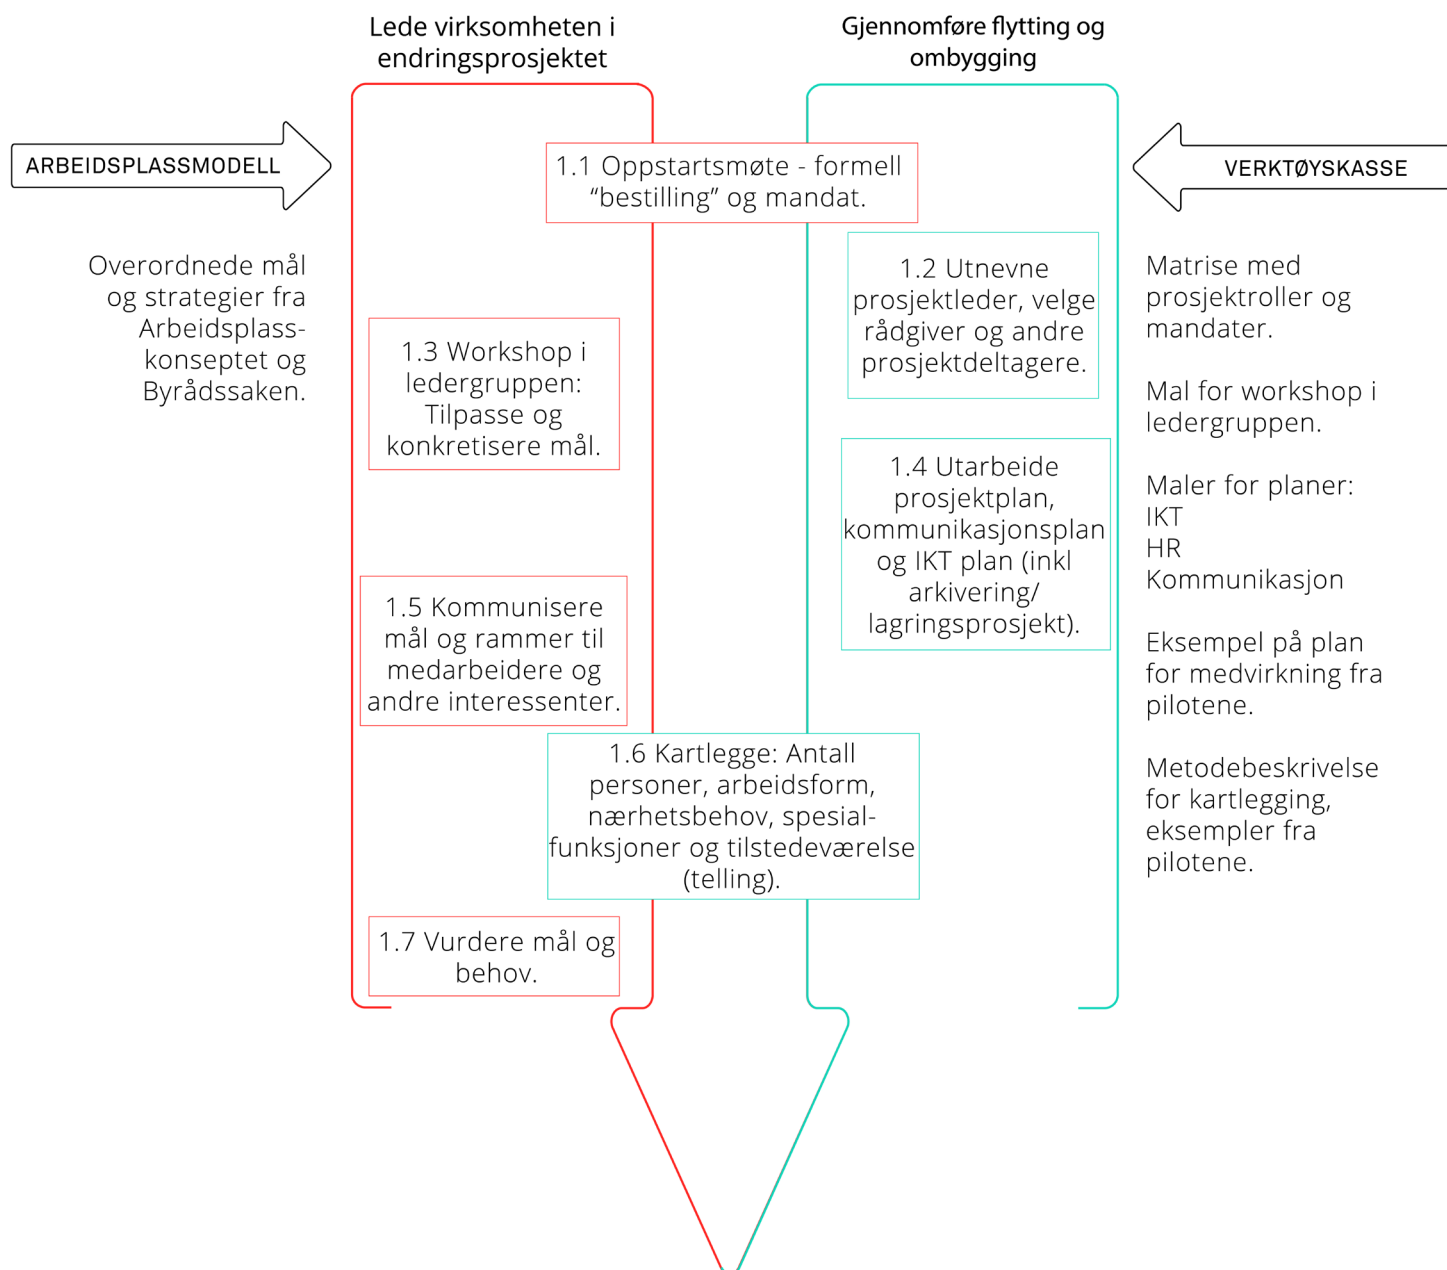 Lede virksomheten i
endringsprosjektet
Gjennomføre flytting og
ombygging
ARBEIDSPLASSMODELL
VERKTØYSKASSE
Overordnede mål
og strategier fra
Arbeidsplass-
konseptet og
Byrådssaken.
1.1 Oppstartsmøte - formell
“bestilling” og mandat.
1.2 Utnevne
prosjektleder, velge
rådgiver og andre
prosjektdeltagere.
1.3 Workshop i
ledergruppen:
Tilpasse og
konkretisere mål.
1.4 Utarbeide
prosjektplan,
kommunikasjonsplan
og IKT plan (inkl
arkivering/
lagringsprosjekt).
1.5 Kommunisere
mål og rammer til
medarbeidere og
andre interessenter.
1.6 Kartlegge: Antall
personer, arbeidsform,
nærhetsbehov, spesial-
funksjoner og tilstedeværelse
(telling).
1.7 Vurdere mål og
behov.
Matrise med
prosjektroller og
mandater.
Mal for workshop i
ledergruppen.
Maler for planer:
IKT
HR
Kommunikasjon
Eksempel på plan
for medvirkning fra
pilotene.
Metodebeskrivelse
for kartlegging,
eksempler fra
pilotene.